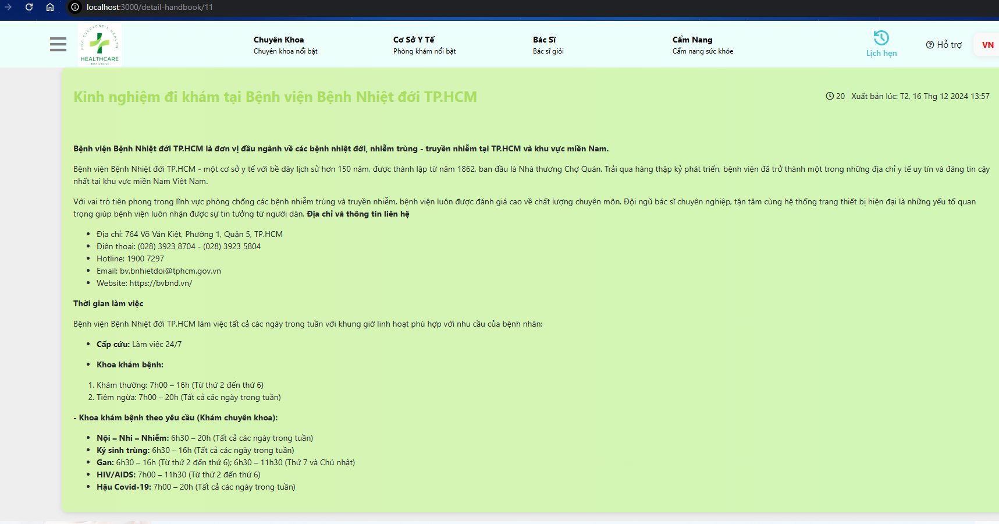 localhost:3000/detail-handbook/11
FOR EVERYONE'S HEALTH
HEALTHCARE
BEST CHOICE
Chuyên Khoa
Chuyên khoa nổi bật
Cơ Sở Y Tế
Phòng khám nổi bật
Bác Sĩ
Bác sĩ giỏi
Cẩm Nang
Cẩm nang sức khỏe
Lịch hẹn
Hỗ trợ
VN
Kinh nghiệm đi khám tại Bệnh viện Bệnh Nhiệt đới TP.HCM
20 Xuất bản lúc: T2, 16 Thg 12 2024 13:57
Bệnh viện Bệnh Nhiệt đới TP.HCM là đơn vị đầu ngành về các bệnh nhiệt đới, nhiễm trùng - truyền nhiễm tại TP.HCM và khu vực miền Nam.
Bệnh viện Bệnh Nhiệt đới TP.HCM - một cơ sở y tế với bề dày lịch sử hơn 150 năm, được thành lập từ năm 1862, ban đầu là Nhà thương Chợ Quán. Trải qua hàng thập kỷ phát triển, bệnh viện đã trở thành một trong những địa chỉ y tế uy tín và đáng tin cậy
nhất tại khu vực miền Nam Việt Nam.
Với vai trò tiên phong trong lĩnh vực phòng chống các bệnh nhiễm trùng và truyền nhiễm, bệnh viện luôn được đánh giá cao về chất lượng chuyên môn. Đội ngũ bác sĩ chuyên nghiệp, tận tâm cùng hệ thống trang thiết bị hiện đại là những yếu tố quan
trọng giúp bệnh viện luôn nhận được sự tin tưởng từ người dân. Địa chỉ và thông tin liên hệ
• Địa chỉ: 764 Võ Văn Kiệt, Phường 1, Quận 5, TP.HCM
• Điện thoại: (028) 3923 8704 - (028) 3923 5804
• Hotline: 1900 7297
• Email: bv.bnhietdoi@tphcm.gov.vn
• Website: https://bvbnd.vn/
Thời gian làm việc
Bệnh viện Bệnh Nhiệt đới TP.HCM làm việc tất cả các ngày trong tuần với khung giờ linh hoạt phù hợp với nhu cầu của bệnh nhân:
• Cấp cứu: Làm việc 24/7
• Khoa khám bệnh:
1. Khám thường: 7h00 – 16h (Từ thứ 2 đến thứ 6)
2. Tiêm ngừa: 7h00 – 20h (Tất cả các ngày trong tuần)
- Khoa khám bệnh theo yêu cầu (Khám chuyên khoa):
• Nội – Nhi – Nhiễm: 6h30 – 20h (Tất cả các ngày trong tuần)
• Ký sinh trùng: 6h30 – 16h (Tất cả các ngày trong tuần)
• Gan: 6h30 – 16h (Từ thứ 2 đến thứ 6); 6h30 – 11h30 (Thứ 7 và Chủ nhật)
• HIV/AIDS: 7h00 – 11h30 (Từ thứ 2 đến thứ 6)
• Hậu Covid-19: 7h00 – 20h (Tất cả các ngày trong tuần)